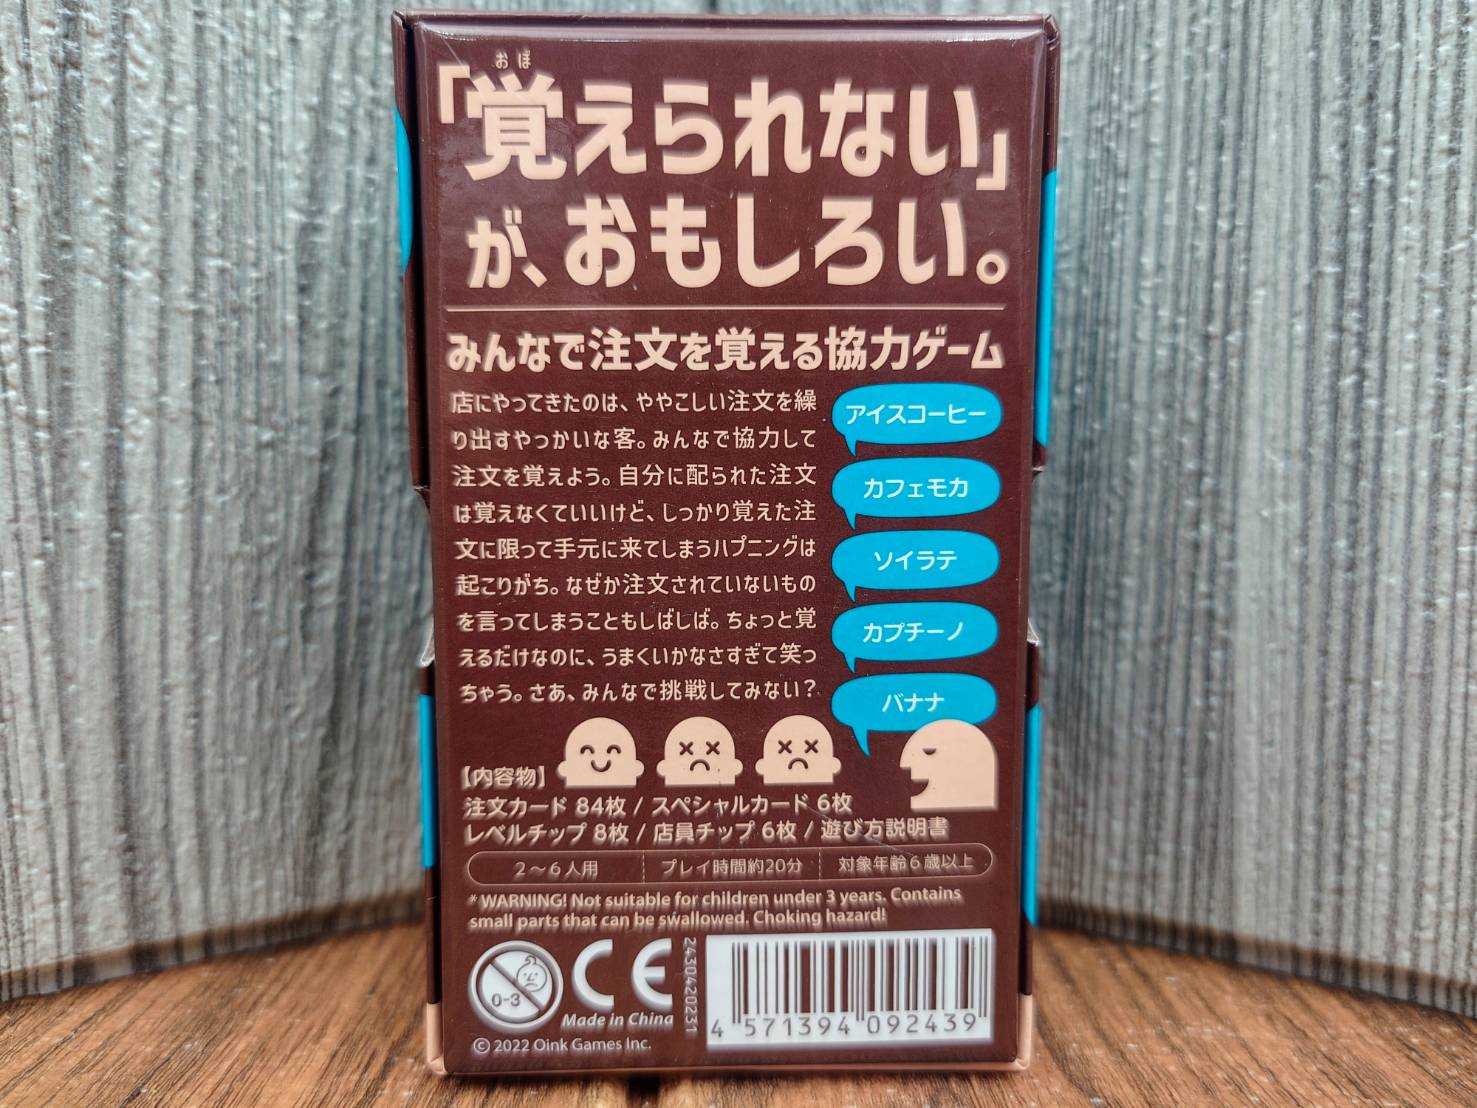 おぼ
「覚えられない」
が、おもしろい。
みんなで注文を覚える協力ゲーム
店にやってきたのは、ややこしい注文を繰
り出すやっかいな客。みんなで協力して
注文を覚えよう。自分に配られた注文
は覚えなくていいけど、しっかり覚えた注
文に限って手元に来てしまうハプニングは
起こりがち。なぜか注文されていないもの
を言ってしまうこともしばしば。ちょっと覚
えるだけなのに、うまくいかなさすぎて笑っ
ちゃう。さあ、みんなで挑戦してみない?
アイスコーヒー
カフェモカ
ソイラテ
カプチーノ
バナナ
【内容物】
注文カード 84枚 / スペシャルカード 6枚
レベルチップ 8枚 / 店員チップ 6枚 / 遊び方説明書
2～6人用 プレイ時間約20分 対象年齢6歳以上
* WARNING! Not suitable for children under 3 years. Contains
small parts that can be swallowed. Choking hazard!
0-3
CE
Made in China
© 2022 Oink Games Inc.
2430420231
4 571394 092439